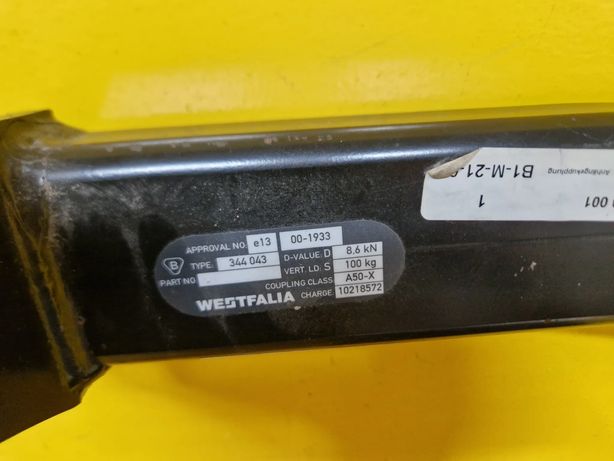 APPROVAL NO: e13 00-1933
TYPE: 344 043 D-VALUE: D 8,6 kN
PART NO VERT. LD: S 100 kg
COUPLING CLASS A50-X
WESTFALIA CHARGE: 10218572
B
001
1
Anhängekupplung
B1-M-21-